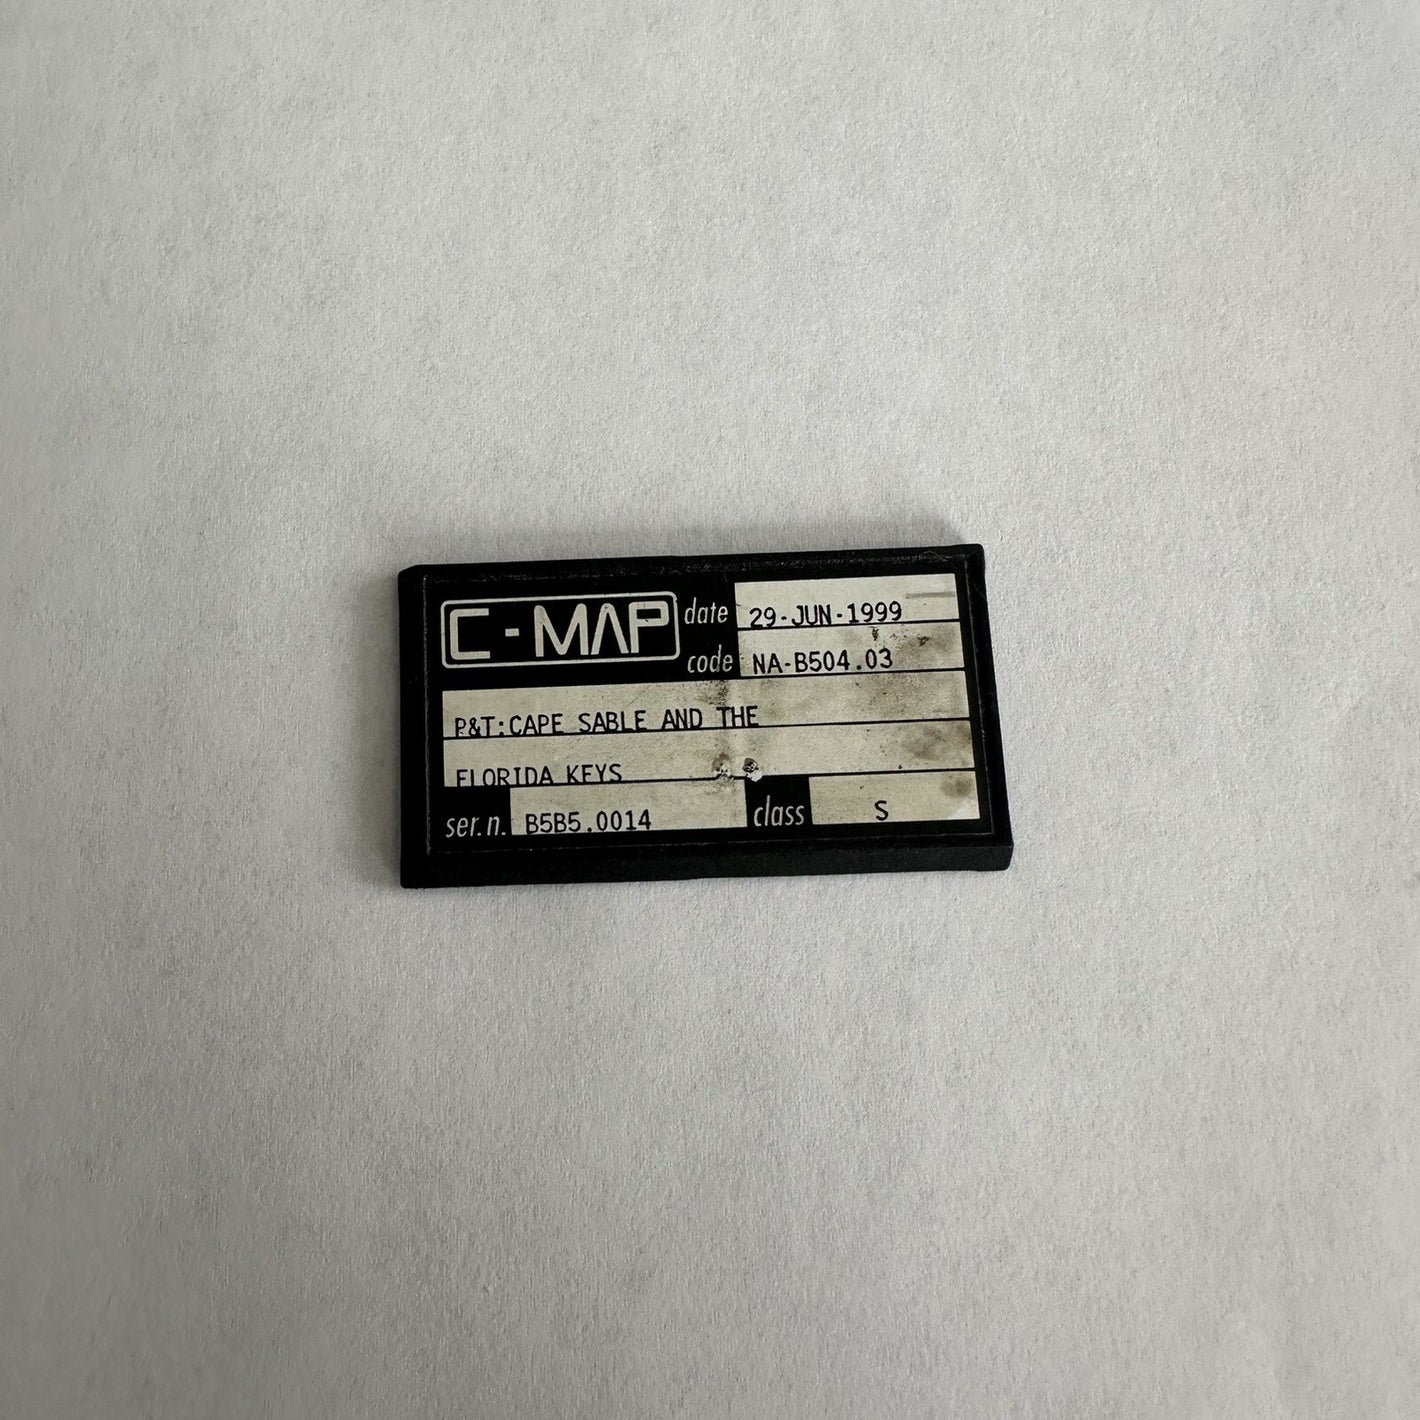 C-MAP
date 29-JUN-1999
code NA-B504.03
P&T:CAPE SABLE AND THE
FLORIDA KEYS
ser.n. B5B5.0014 class S